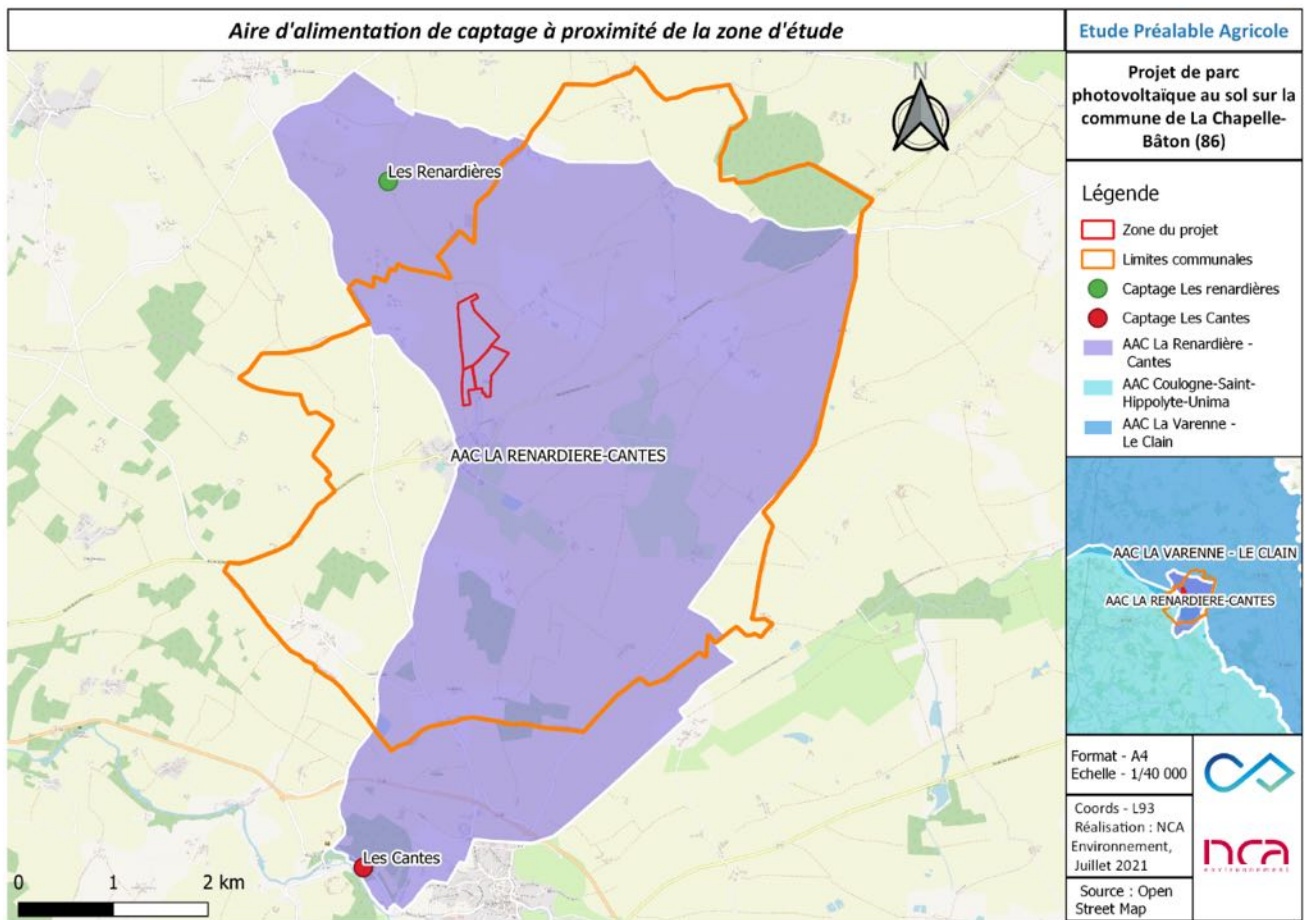 Aire d'alimentation de captage à proximité de la zone d'étude
Etude Préalable Agricole
Projet de parc
photovoltaïque au sol sur la
commune de La Chapelle-
Bâton (86)
N
Les Renardières
AAC LA RENARDIERE-CANTES
Les Cantes
0 1 2 km
Légende
Zone du projet
Limites communales
Captage Les renardières
Captage Les Cantes
AAC La Renardière -
Cantes
AAC Coulogne-Saint-
Hippolyte-Unima
AAC La Varenne -
Le Clain
AAC LA VARENNE - LE CLAIN
AAC LA RENARDIERE-CANTES
Format - A4
Echelle - 1/40 000
Coords - L93
Réalisation : NCA
Environnement,
Juillet 2021
Source : Open
Street Map
nca
environnement